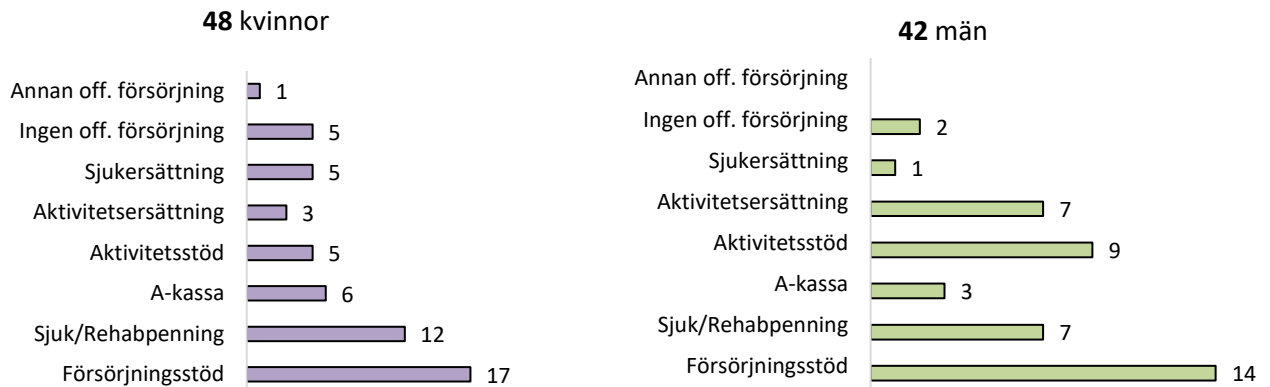 48 kvinnor
Annan off. försörjning 1
Ingen off. försörjning 5
Sjukersättning 5
Aktivitetsersättning 3
Aktivitetsstöd 5
A-kassa 6
Sjuk/Rehabpenning 12
Försörjningsstöd 17
42 män
Annan off. försörjning
Ingen off. försörjning 2
Sjukersättning 1
Aktivitetsersättning 7
Aktivitetsstöd 9
A-kassa 3
Sjuk/Rehabpenning 7
Försörjningsstöd 14